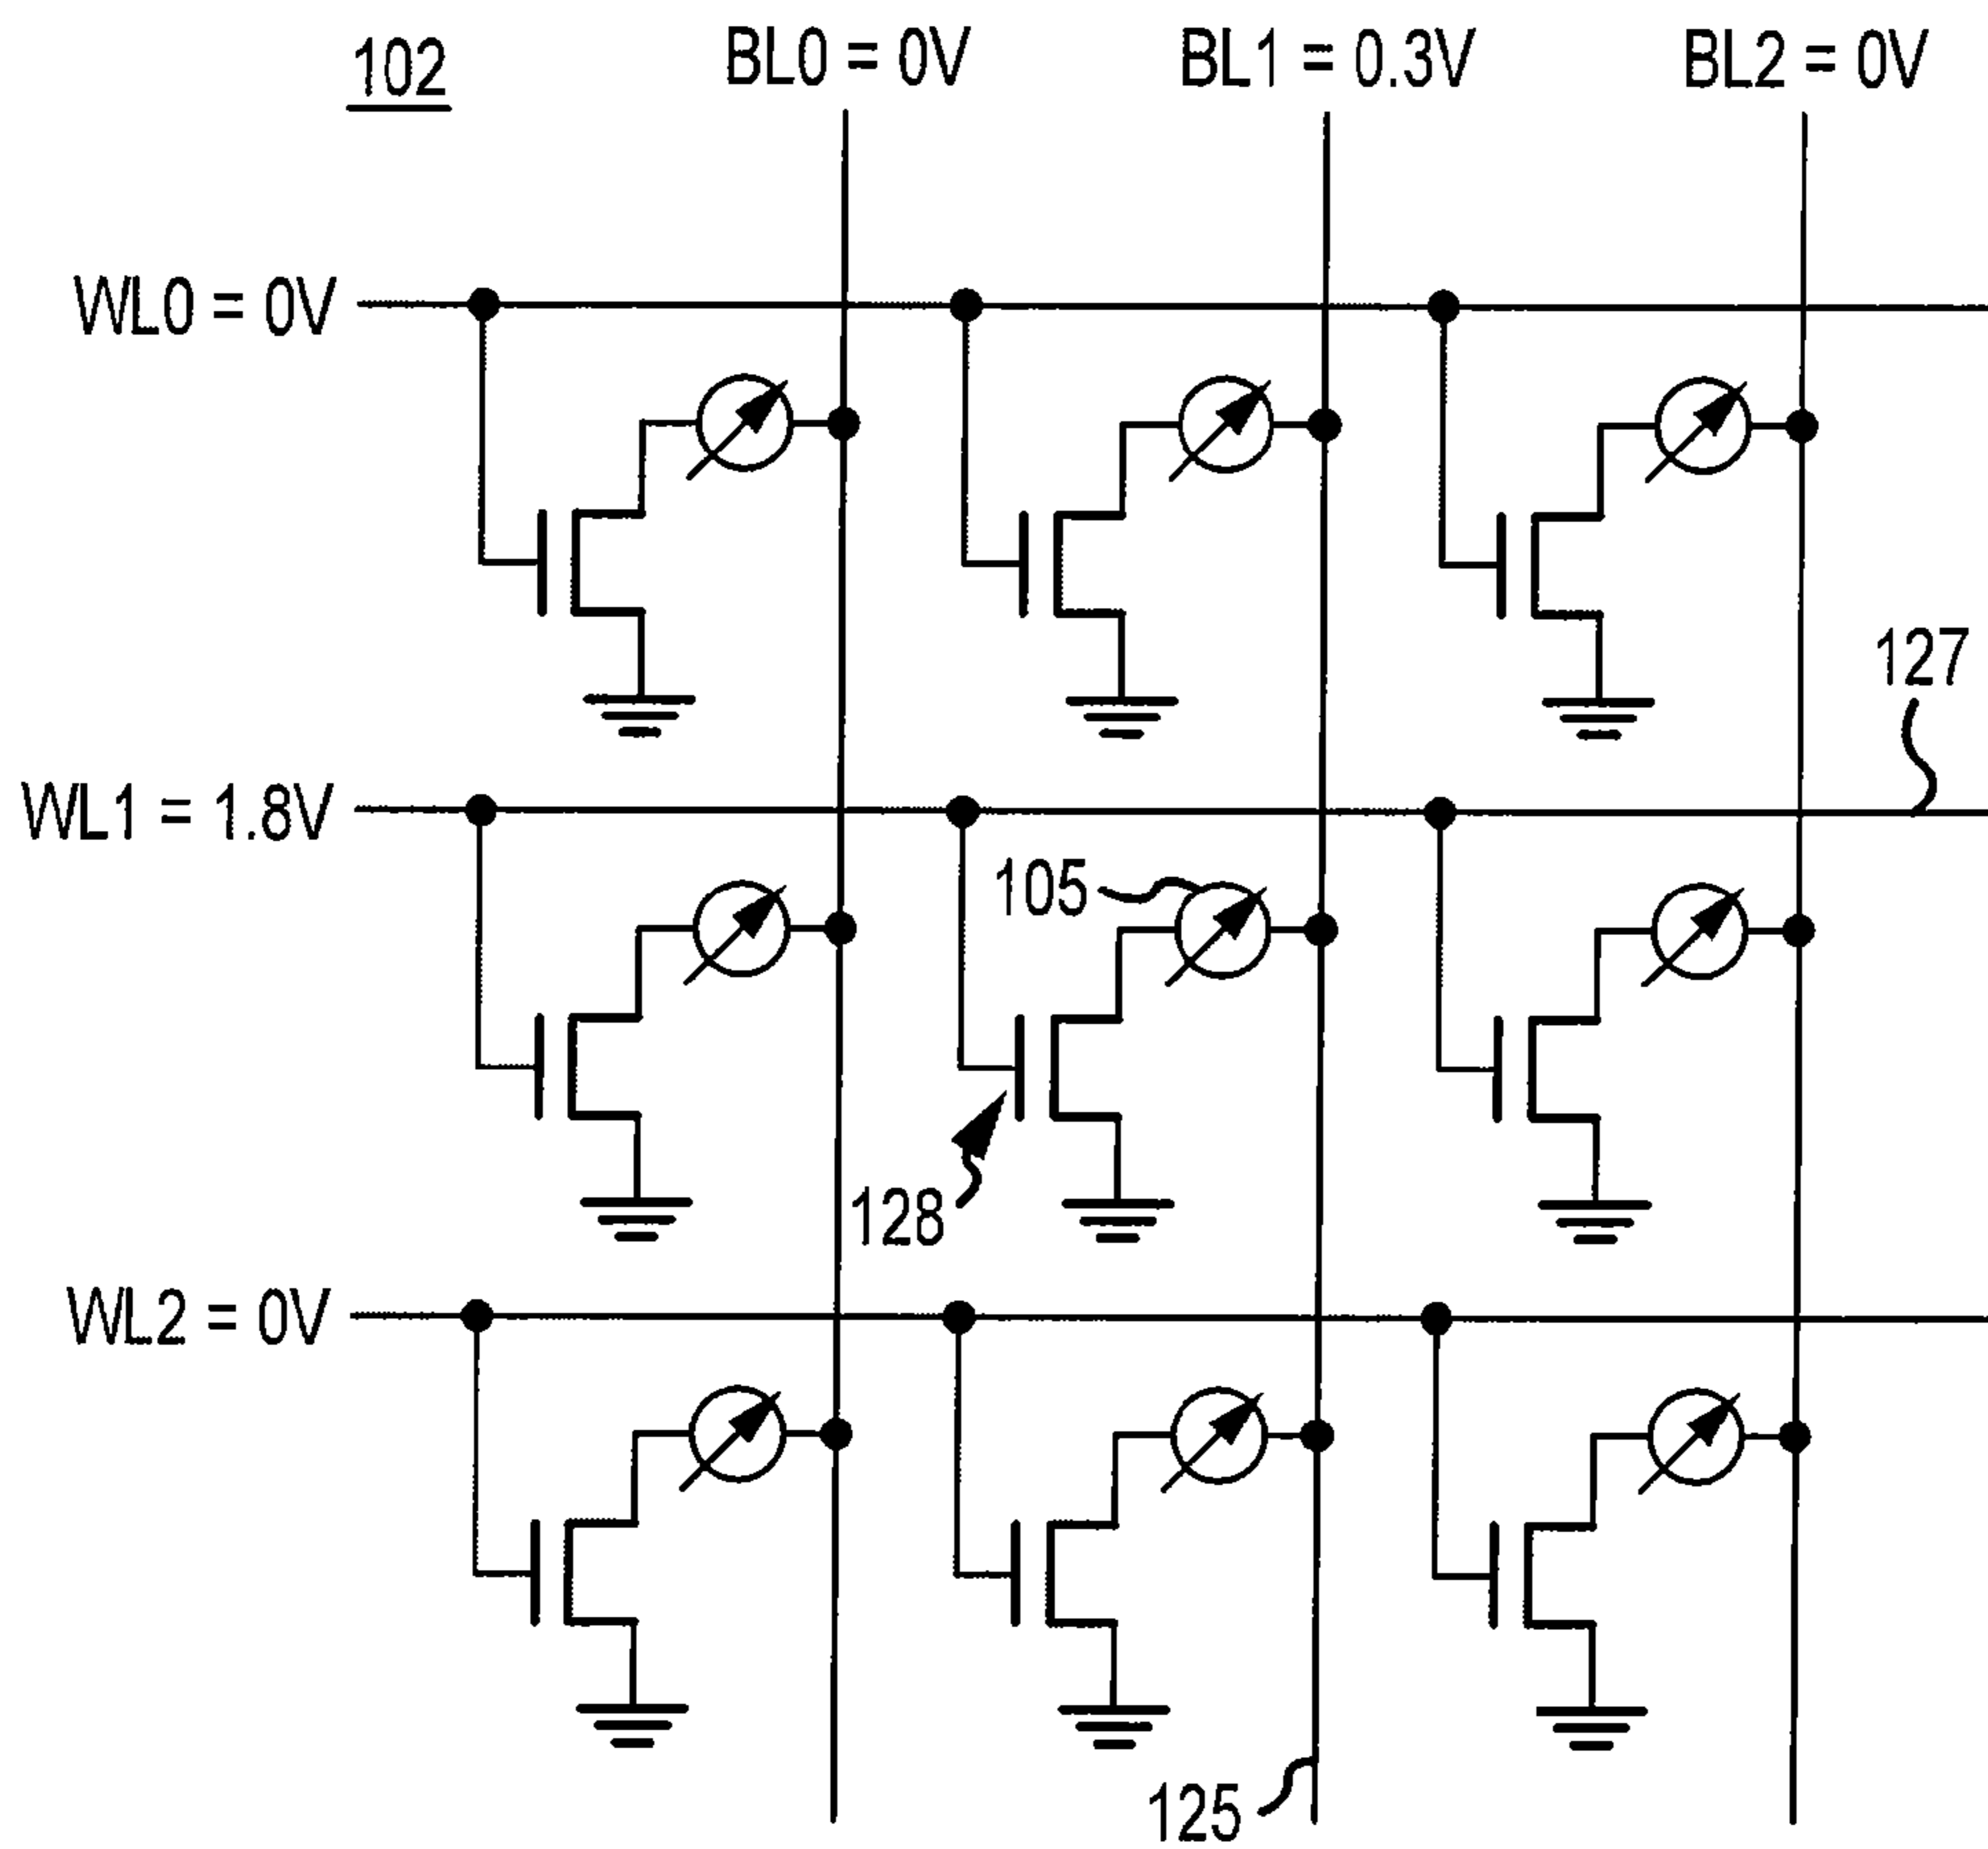 102
BL0 = 0V
BL1 = 0.3V
BL2 = 0V
WL0 = 0V
127
WL1 = 1.8V
105
128
WL2 = 0V
125